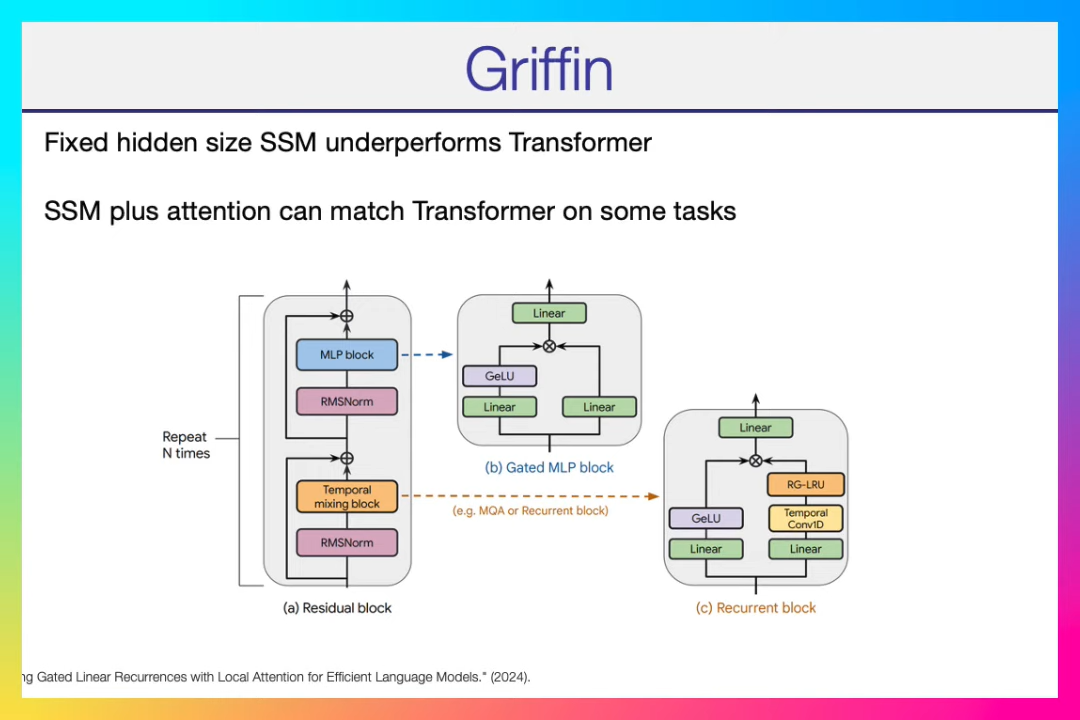 Griffin
Fixed hidden size SSM underperforms Transformer
SSM plus attention can match Transformer on some tasks
Repeat
N times
MLP block
RMSNorm
Temporal
mixing block
RMSNorm
(a) Residual block
Linear
GeLU
Linear
Linear
(b) Gated MLP block
(e.g. MQA or Recurrent block)
Linear
RG-LRU
GeLU
Temporal
Conv1D
Linear
Linear
(c) Recurrent block
Gated Linear Recurrences with Local Attention for Efficient Language Models." (2024).